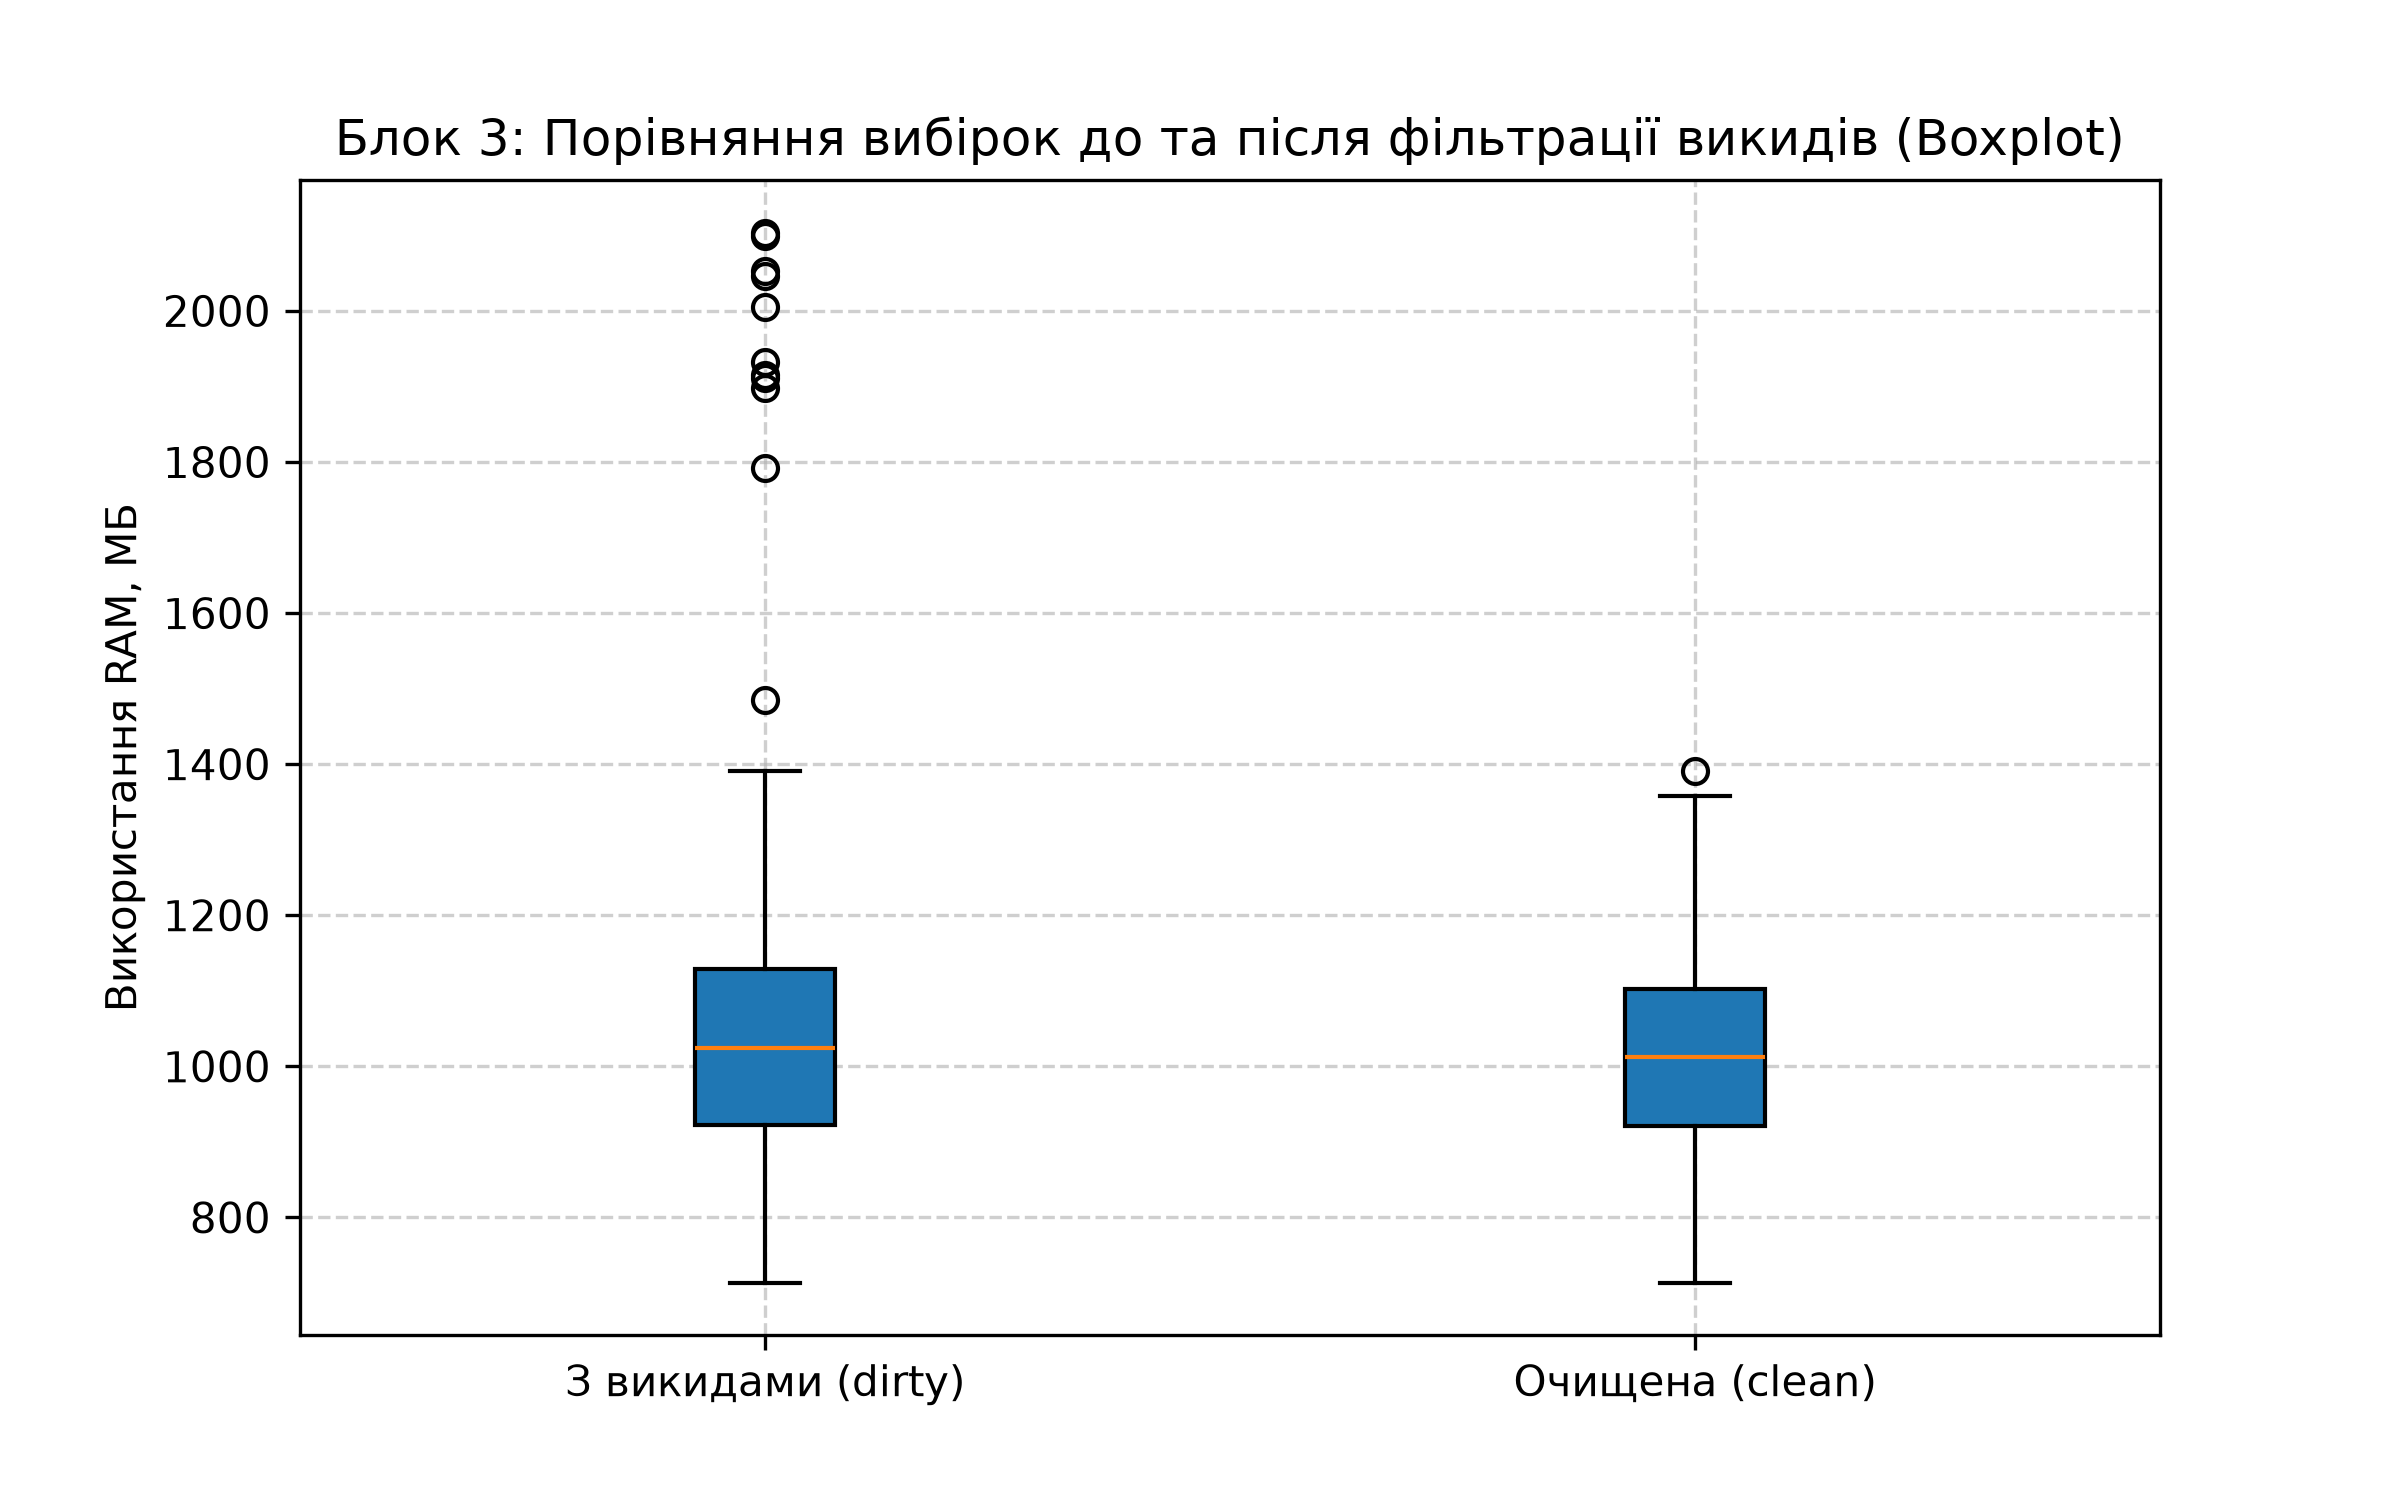 Блок 3: Порівняння вибірок до та після фільтрації викидів (Boxplot)
Використання RAM, МБ
2000
1800
1600
1400
1200
1000
800
З викидами (dirty)
Очищена (clean)